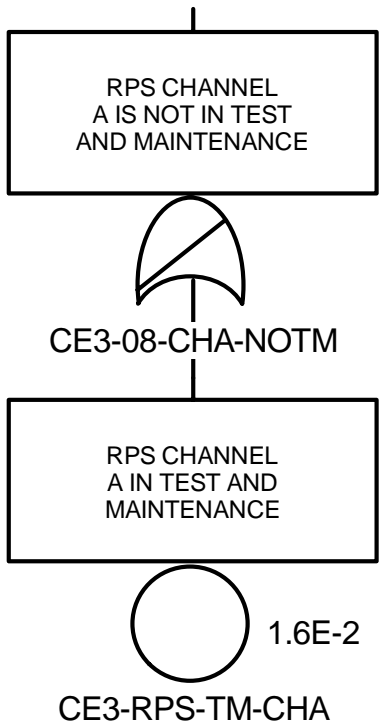 RPS CHANNEL
A IS NOT IN TEST
AND MAINTENANCE
CE3-08-CHA-NOTM
RPS CHANNEL
A IN TEST AND
MAINTENANCE
1.6E-2
CE3-RPS-TM-CHA